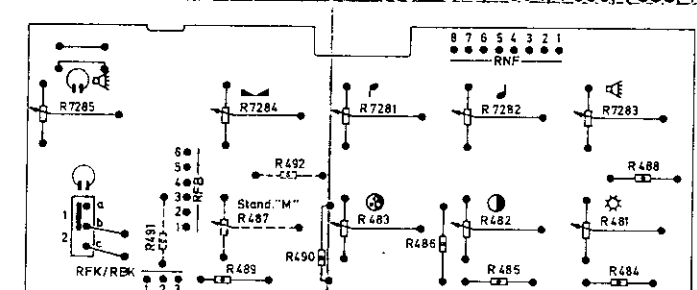 8 7 6 5 4 3 2 1
RNF
R7285
R7284
R7281
R7282
R7283
6
5
4
3
2
1
RFB
R492
R488
a
1
b
2
c
RFK/RBK
R491
1 2 3
Stand. "M"
R487
R483
R482
R481
R490
R486
R489
R485
R484